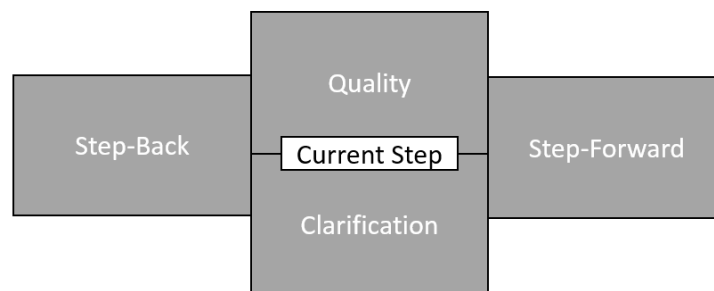 Quality
Step-Back
Current Step
Step-Forward
Clarification